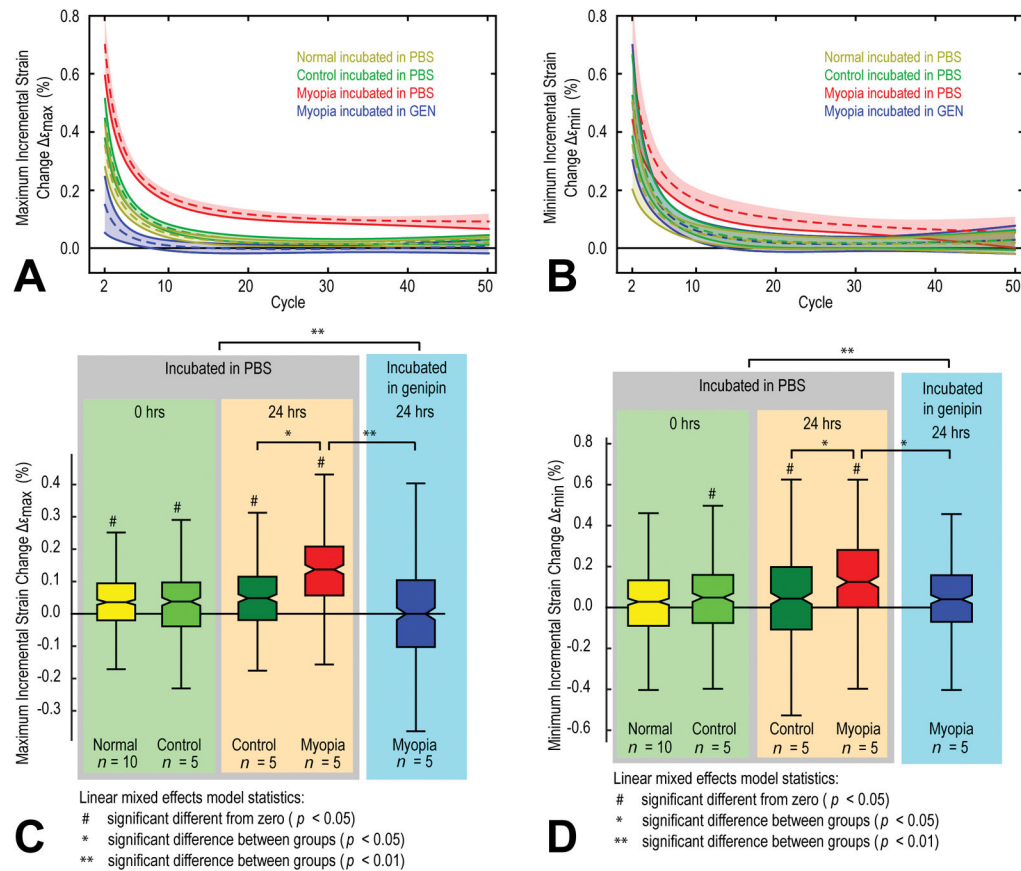 0.8
0.6
0.4
0.2
0.0
Maximum Incremental Strain
Change Δεmax (%)
Normal incubated in PBS
Control incubated in PBS
Myopia incubated in PBS
Myopia incubated in GEN
2 10 20 30 40 50
Cycle
A
0.8
0.6
0.4
0.2
0.0
Minimum Incremental Strain
Change Δεmin (%)
Normal incubated in PBS
Control incubated in PBS
Myopia incubated in PBS
Myopia incubated in GEN
2 10 20 30 40 50
Cycle
B
**
Incubated in PBS
Incubated
in genipin
0 hrs
24 hrs
24 hrs
* **
# # # #
Maximum Incremental Strain Change Δεmax (%)
0.4
0.3
0.2
0.1
0.0
-0.1
-0.2
-0.3
Normal Control Control Myopia Myopia
n = 10 n = 5 n = 5 n = 5 n = 5
Linear mixed effects model statistics:
# significant different from zero ( p < 0.05)
* significant difference between groups ( p < 0.05)
** significant difference between groups ( p < 0.01)
C
**
Incubated in PBS
Incubated
in genipin
0 hrs
24 hrs
24 hrs
* *
# # #
Minimum Incremental Strain Change Δεmin (%)
0.8
0.6
0.4
0.2
0.0
-0.2
-0.4
-0.6
Normal Control Control Myopia Myopia
n = 10 n = 5 n = 5 n = 5 n = 5
Linear mixed effects model statistics:
# significant different from zero ( p < 0.05)
* significant difference between groups ( p < 0.05)
** significant difference between groups ( p < 0.01)
D